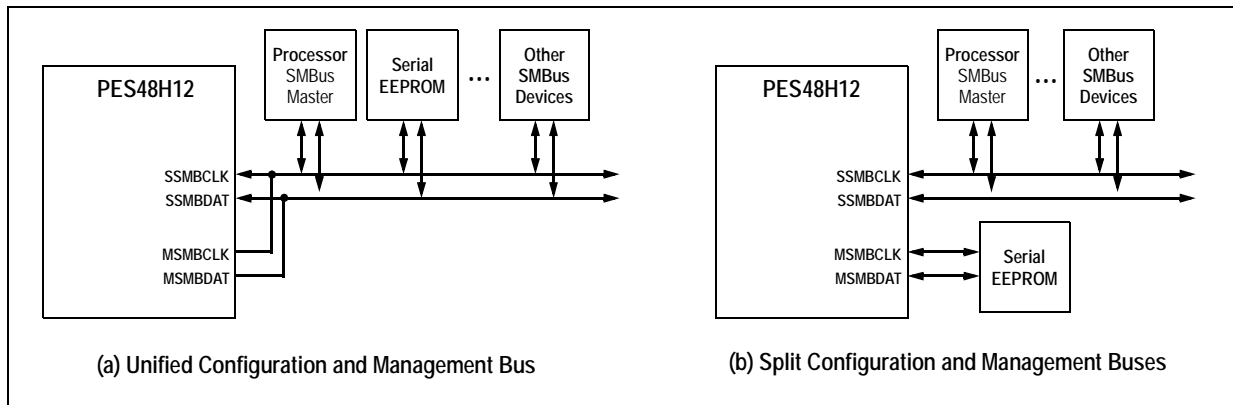 PES48H12
Processor
SMBus
Master
Serial
EEPROM
...
Other
SMBus
Devices
SSMBCLK
SSMBDAT
MSMBCLK
MSMBDAT
(a) Unified Configuration and Management Bus
PES48H12
Processor
SMBus
Master
...
Other
SMBus
Devices
SSMBCLK
SSMBDAT
MSMBCLK
MSMBDAT
Serial
EEPROM
(b) Split Configuration and Management Buses